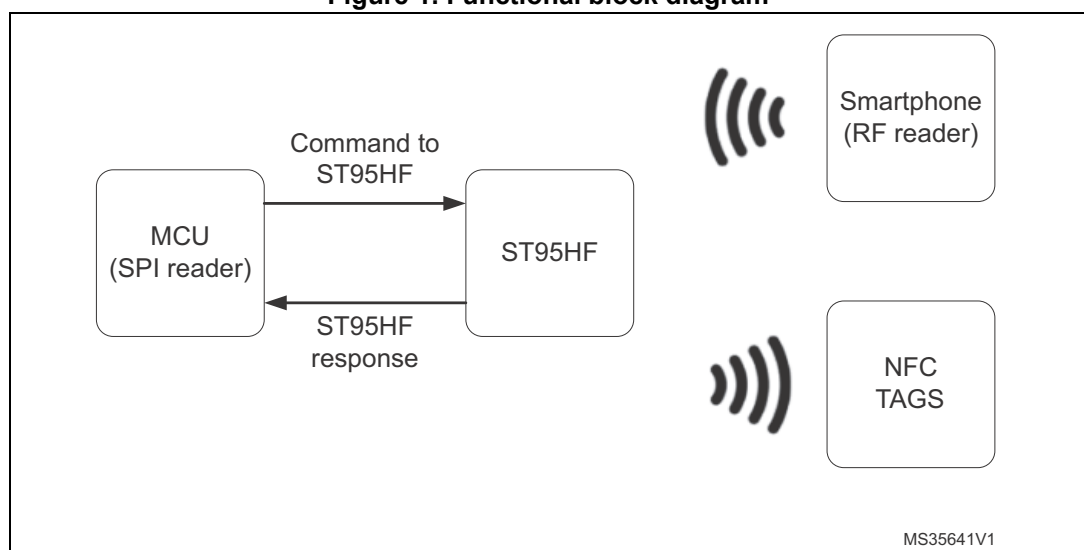 Figure 1. Functional block diagram
Smartphone
(RF reader)
Command to
ST95HF
MCU
(SPI reader)
ST95HF
ST95HF
response
NFC
TAGS
MS35641V1